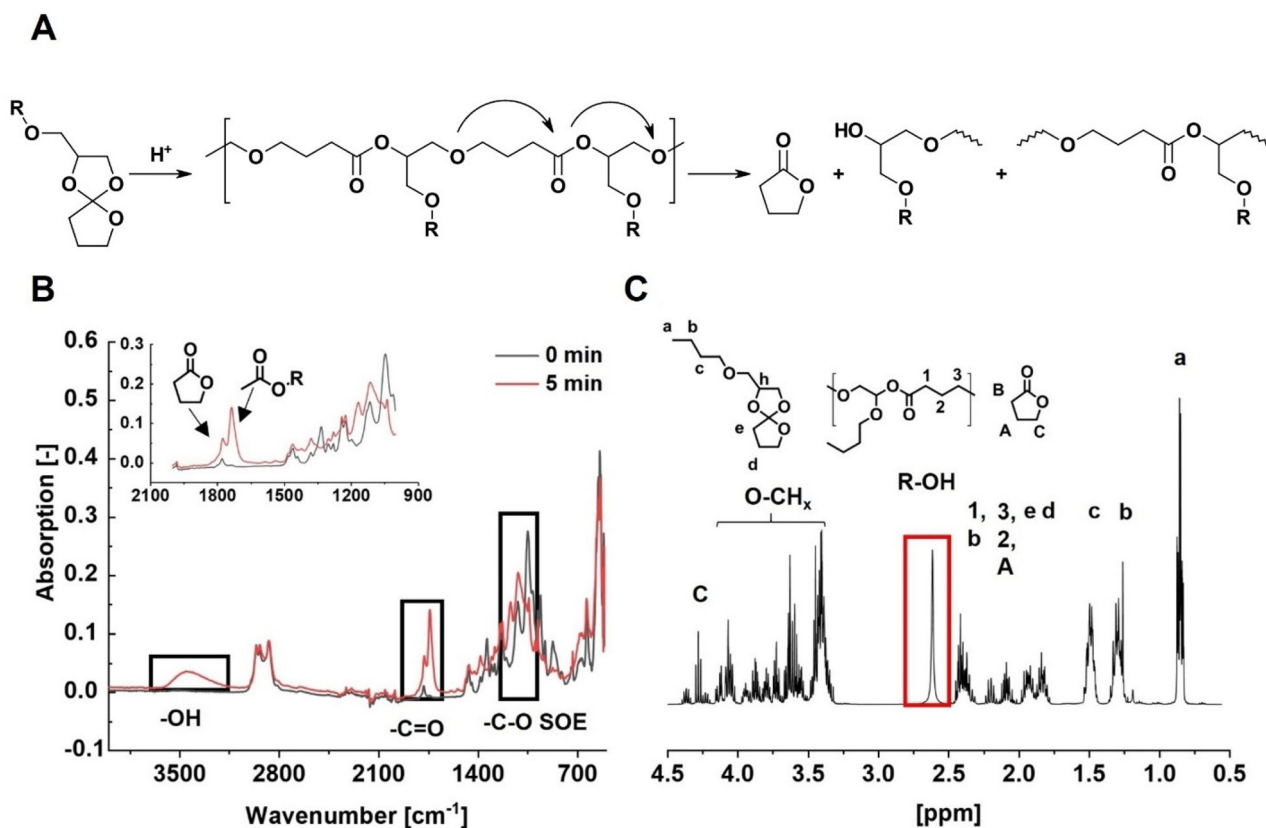 A
R
O
O
O
O
H+
O
O
O
O
R
O
O
O
R
O
O
O
+
HO
O
O
R
+
O
O
O
O
R
B
0.6
0.5
0.4
0.3
0.2
0.1
0.0
-0.1
Absorption [-]
0.3
0.2
0.1
0.0
2100 1800 1500 1200 900
O
O
O
O
R
0 min
5 min
-OH
-C=O
-C-O SOE
3500 2800 2100 1400 700
Wavenumber [cm-1]
C
a
b
c
O
h
O
O
O
e
d
O
O
O
O
1
2
3
O
O
B
A
C
a
R-OH
O-CHx
1, 3, e d c b
b 2,
A
C
4.5 4.0 3.5 3.0 2.5 2.0 1.5 1.0 0.5
[ppm]